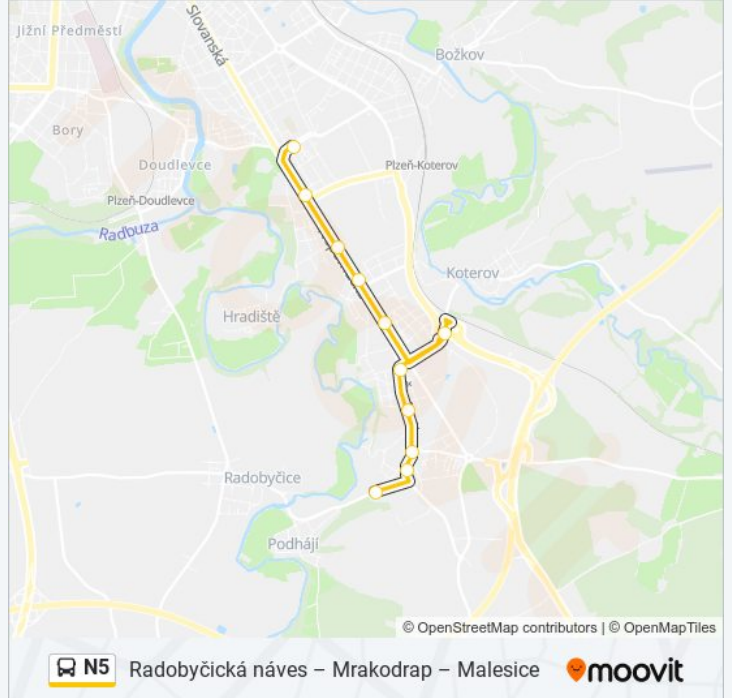 Slovanská
Jižní Předměstí
Božkov
Bory
Doudlevce
Plzeň-Koterov
Plzeň-Doudlevce
Radbuza
Koterov
Hradiště
Radobyčice
Podhájí
© OpenStreetMap contributors | © OpenMapTiles
N5 Radobyčická náves – Mrakodrap – Malesice moovit